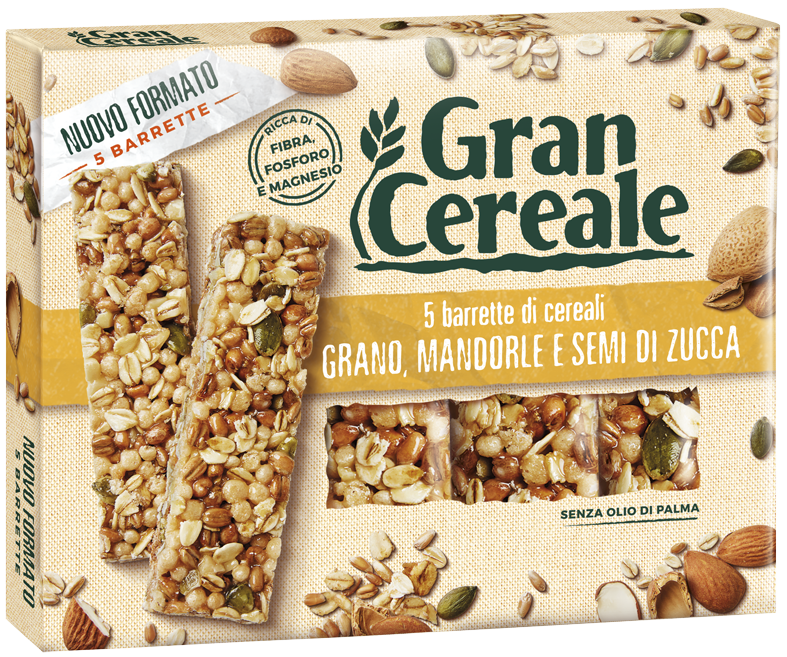 Gran
Cereale
NUOVO FORMATO
5 BARRETTE
RICCA DI
FIBRA,
FOSFORO
E MAGNESIO
Gran
Cereale
5 barrette di cereali
GRANO, MANDORLE E SEMI DI ZUCCA
SENZA OLIO DI PALMA
NUOVO FORMATO
5 BARRETTE